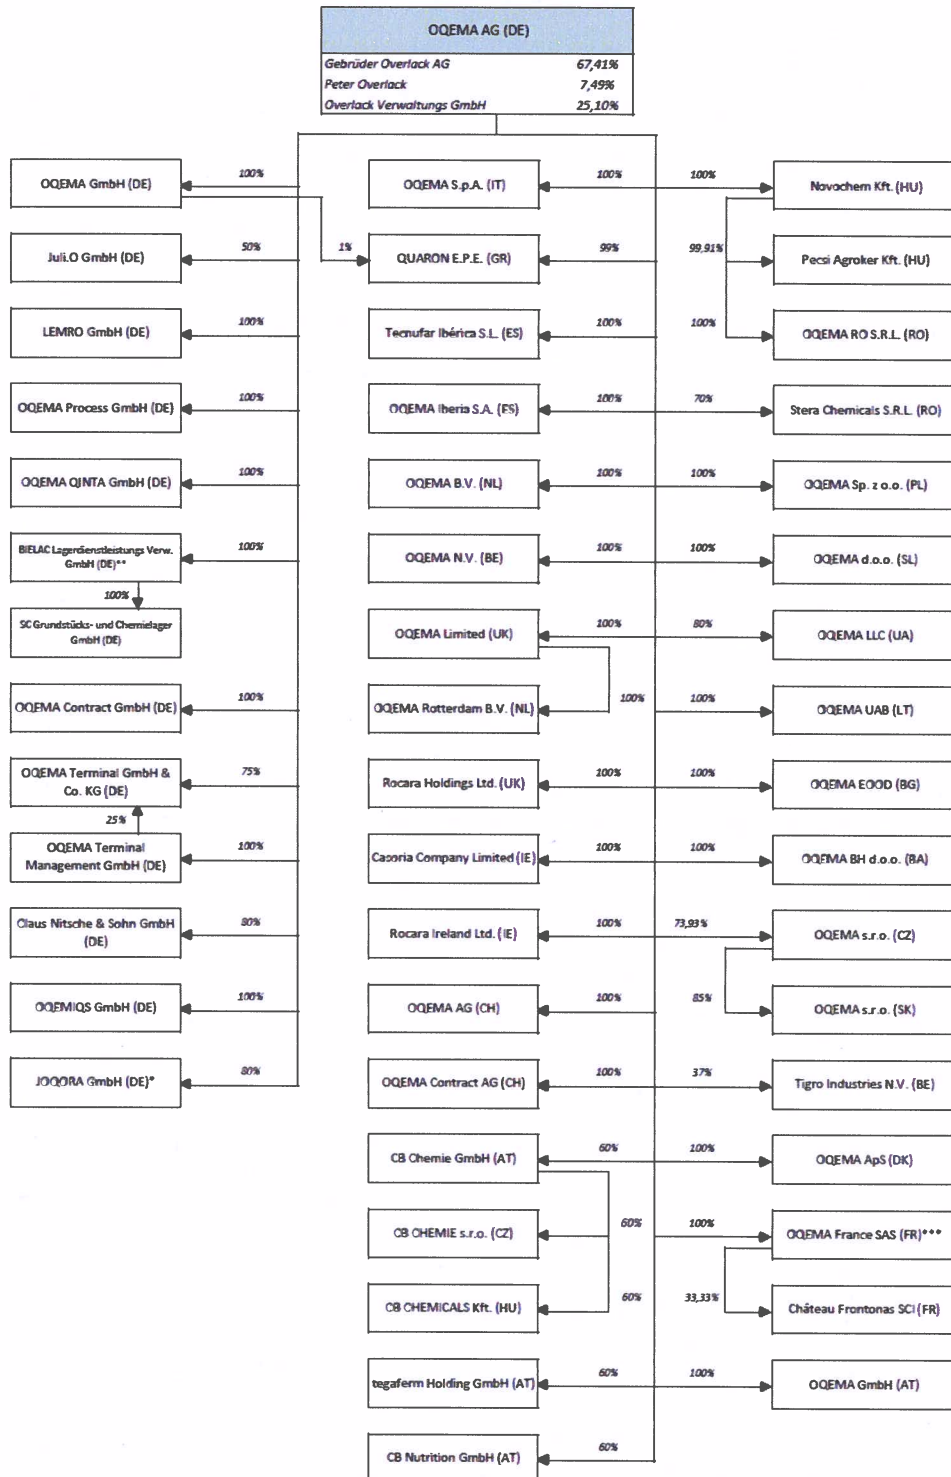 OQEMA AG (DE)
Gebrüder Overlack AG 67,41%
Peter Overlack 7,49%
Overlack Verwaltungs GmbH 25,10%
OQEMA GmbH (DE)
100%
OQEMA S.p.A. (IT)
100%
100%
Novochem Kft. (HU)
Juli.O GmbH (DE)
50%
1%
QUARON E.P.E. (GR)
99%
99,91%
Pecsi Agroker Kft. (HU)
LEMRO GmbH (DE)
100%
Tecnufar Ibérica S.L. (ES)
100%
100%
OQEMA RO S.R.L. (RO)
OQEMA Process GmbH (DE)
100%
OQEMA Iberia S.A. (ES)
100%
70%
Stera Chemicals S.R.L. (RO)
OQEMA QINTA GmbH (DE)
100%
OQEMA B.V. (NL)
100%
100%
OQEMA Sp. z o.o. (PL)
BIELAC Lagerdienstleistungs Verw.
GmbH (DE)**
100%
OQEMA N.V. (BE)
100%
100%
OQEMA d.o.o. (SL)
100%
SC Grundstücks- und Chemielager
GmbH (DE)
OQEMA Limited (UK)
100%
80%
OQEMA LLC (UA)
OQEMA Contract GmbH (DE)
100%
OQEMA Rotterdam B.V. (NL)
100%
100%
OQEMA UAB (LT)
OQEMA Terminal GmbH &
Co. KG (DE)
75%
Rocara Holdings Ltd. (UK)
100%
100%
OQEMA EOOD (BG)
25%
OQEMA Terminal
Management GmbH (DE)
100%
Casoria Company Limited (IE)
100%
100%
OQEMA BH d.o.o. (BA)
Claus Nitsche & Sohn GmbH
(DE)
80%
Rocara Ireland Ltd. (IE)
100%
73,93%
OQEMA s.r.o. (CZ)
OQEMIQS GmbH (DE)
100%
OQEMA AG (CH)
100%
85%
OQEMA s.r.o. (SK)
JOQORA GmbH (DE)*
80%
OQEMA Contract AG (CH)
100%
37%
Tigro Industries N.V. (BE)
CB Chemie GmbH (AT)
60%
100%
OQEMA ApS (DK)
CB CHEMIE s.r.o. (CZ)
60%
100%
OQEMA France SAS (FR)***
CB CHEMICALS Kft. (HU)
60%
33,33%
Château Frontonas SCI (FR)
tegaferm Holding GmbH (AT)
60%
100%
OQEMA GmbH (AT)
CB Nutrition GmbH (AT)
60%